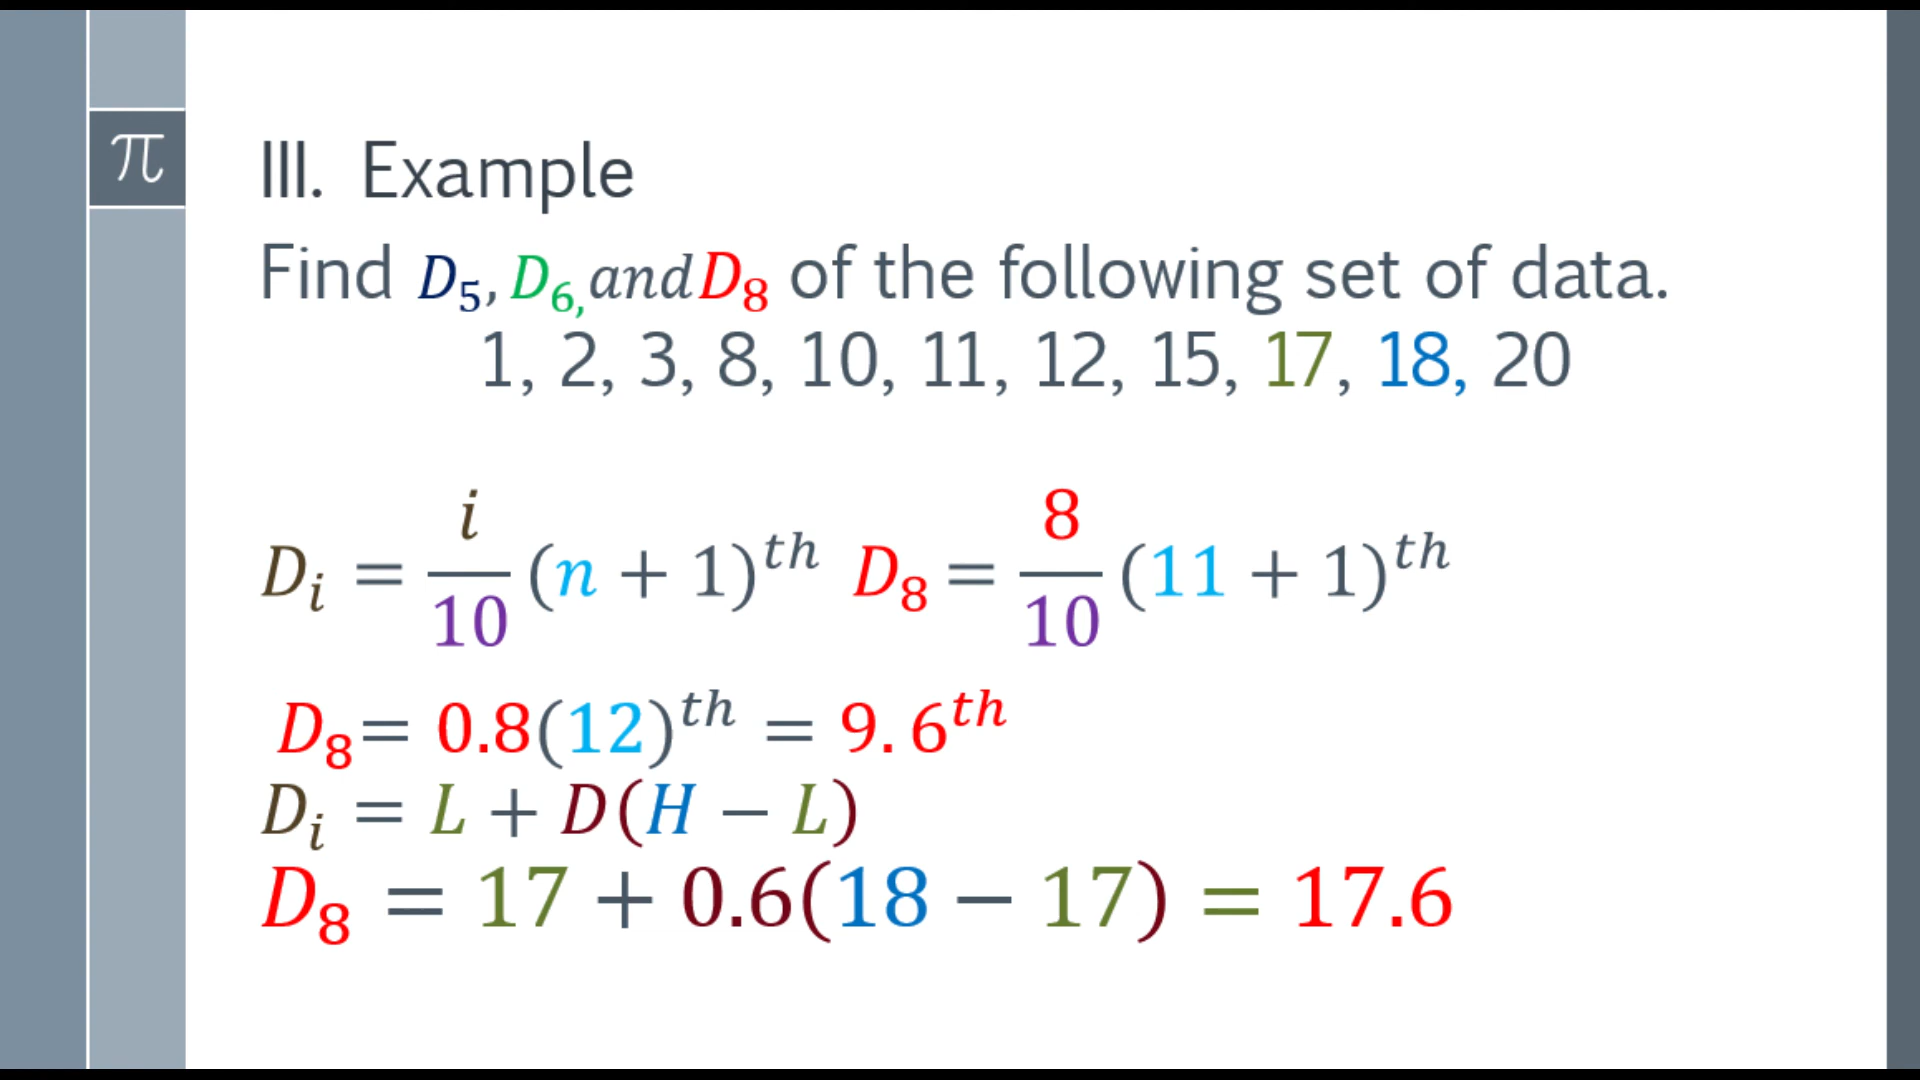 π
III. Example
Find D₅, D₆, and D₈ of the following set of data.
1, 2, 3, 8, 10, 11, 12, 15, 17, 18, 20
Dᵢ = i/10 (n + 1)ᵗʰ D₈ = 8/10 (11 + 1)ᵗʰ
D₈ = 0.8(12)ᵗʰ = 9.6ᵗʰ
Dᵢ = L + D(H − L)
D₈ = 17 + 0.6(18 − 17) = 17.6